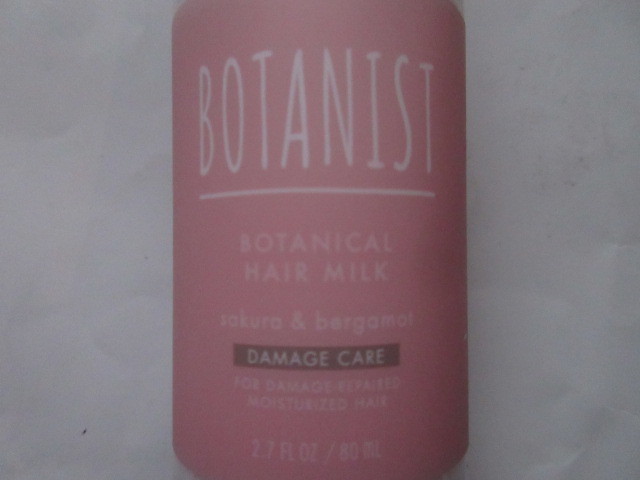 BOTANIST
BOTANICAL
HAIR MILK
sakura & bergamot
DAMAGE CARE
FOR DAMAGE-REPAIRED
MOISTURIZED HAIR
2.7 FL OZ / 80 mL